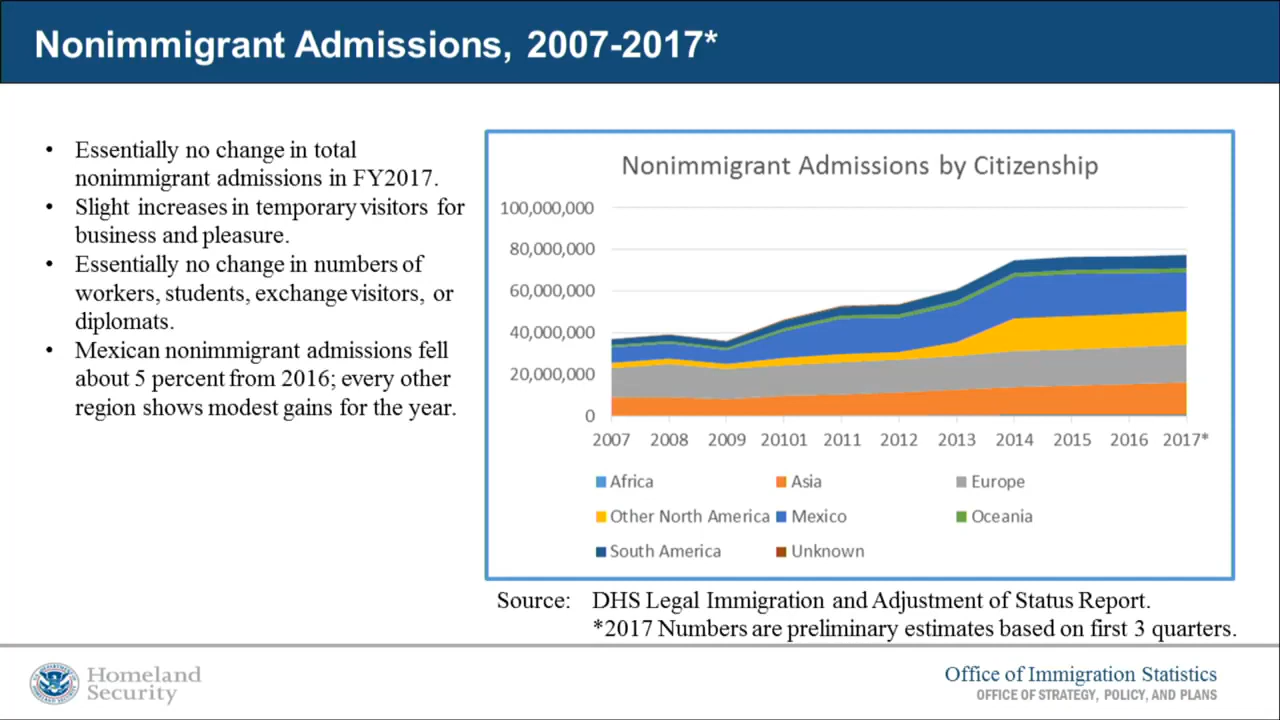 Nonimmigrant Admissions, 2007-2017*
• Essentially no change in total
nonimmigrant admissions in FY2017.
• Slight increases in temporary visitors for
business and pleasure.
• Essentially no change in numbers of
workers, students, exchange visitors, or
diplomats.
• Mexican nonimmigrant admissions fell
about 5 percent from 2016; every other
region shows modest gains for the year.
Nonimmigrant Admissions by Citizenship
100,000,000
80,000,000
60,000,000
40,000,000
20,000,000
0
2007 2008 2009 20101 2011 2012 2013 2014 2015 2016 2017*
Africa Asia Europe
Other North America Mexico Oceania
South America Unknown
Source: DHS Legal Immigration and Adjustment of Status Report.
*2017 Numbers are preliminary estimates based on first 3 quarters.
Homeland
Security
Office of Immigration Statistics
OFFICE OF STRATEGY, POLICY, AND PLANS